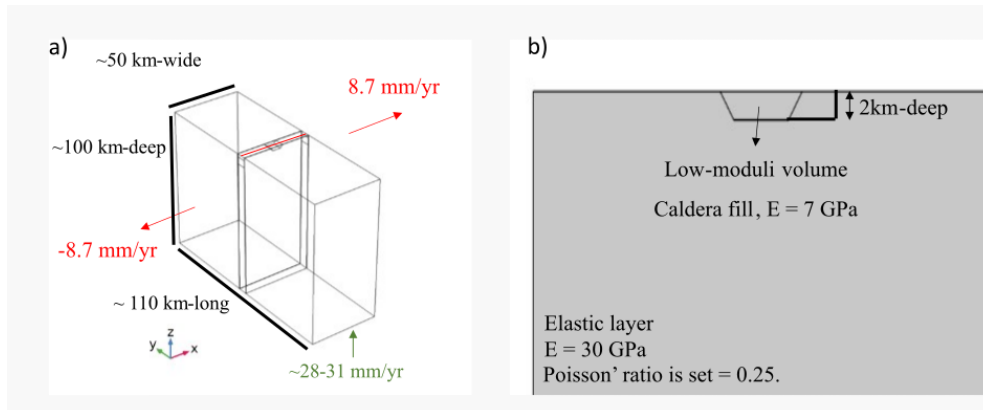 a)
~50 km-wide
8.7 mm/yr
~100 km-deep
-8.7 mm/yr
~ 110 km-long
z
y
x
~28-31 mm/yr
b)
2km-deep
Low-moduli volume
Caldera fill, E = 7 GPa
Elastic layer
E = 30 GPa
Poisson' ratio is set = 0.25.